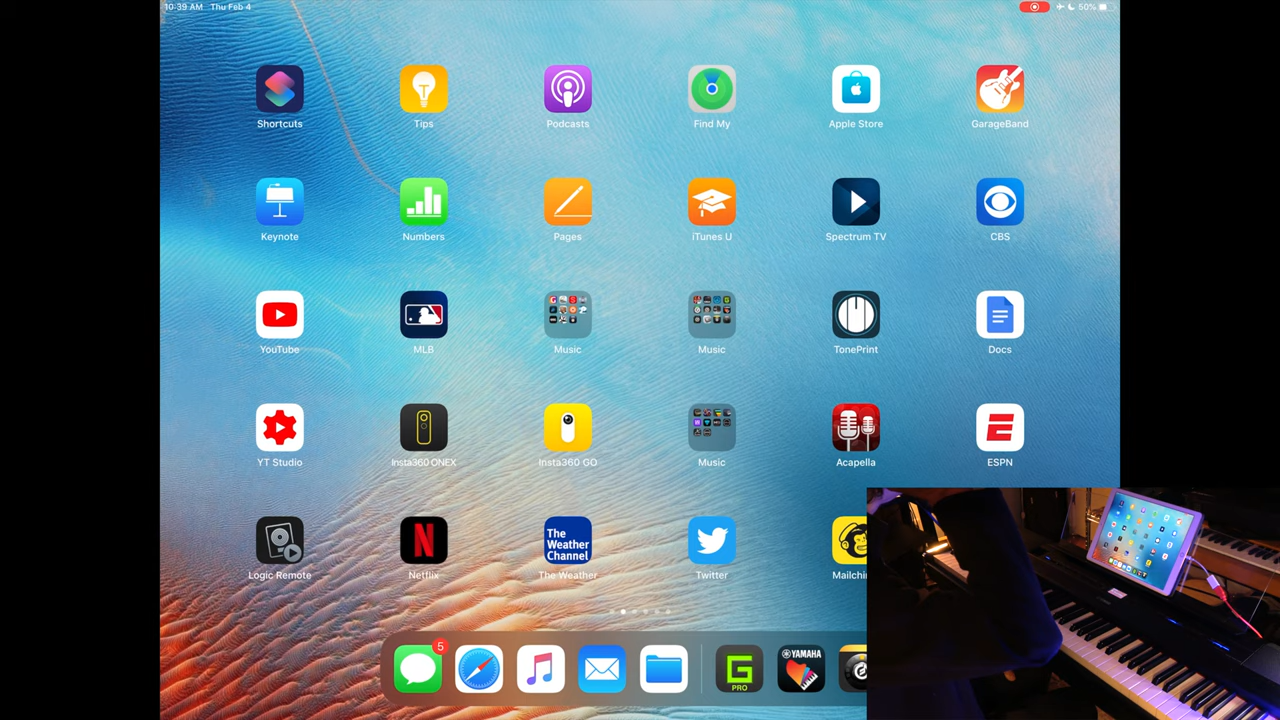 10:39 AM Thu Feb 4
50%
Shortcuts
Tips
Podcasts
Find My
Apple Store
GarageBand
Keynote
Numbers
Pages
iTunes U
Spectrum TV
CBS
YouTube
MLB
Music
Music
TonePrint
Docs
YT Studio
Insta360 ONEX
Insta360 GO
Music
Acapella
ESPN
The
Weather
Channel
Logic Remote
Netflix
The Weather
Twitter
Mailchim
5
PRO
YAMAHA